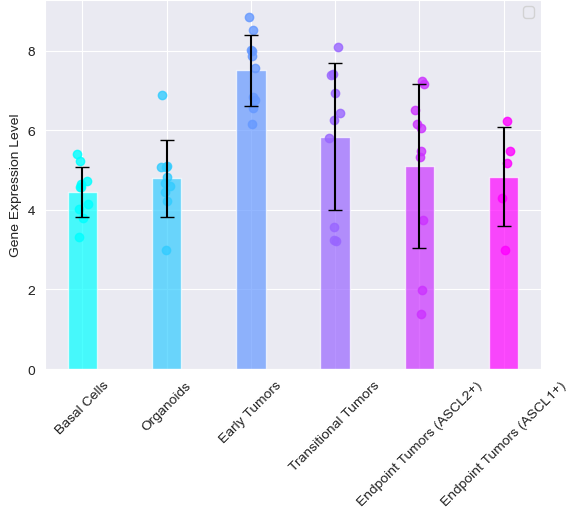 Gene Expression Level
8
6
4
2
0
Basal Cells
Organoids
Early Tumors
Transitional Tumors
Endpoint Tumors (ASCL2+)
Endpoint Tumors (ASCL1+)